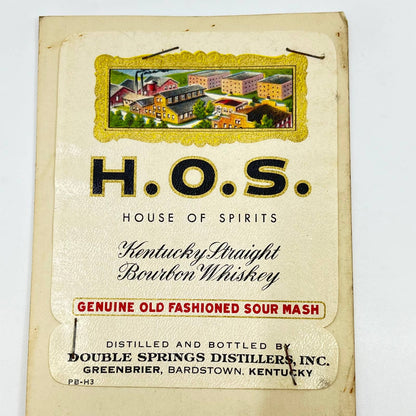 H.O.S.
HOUSE OF SPIRITS
Kentucky Straight
Bourbon Whiskey
GENUINE OLD FASHIONED SOUR MASH
DISTILLED AND BOTTLED BY
DOUBLE SPRINGS DISTILLERS, INC.
GREENBRIER, BARDSTOWN, KENTUCKY
PB-H3